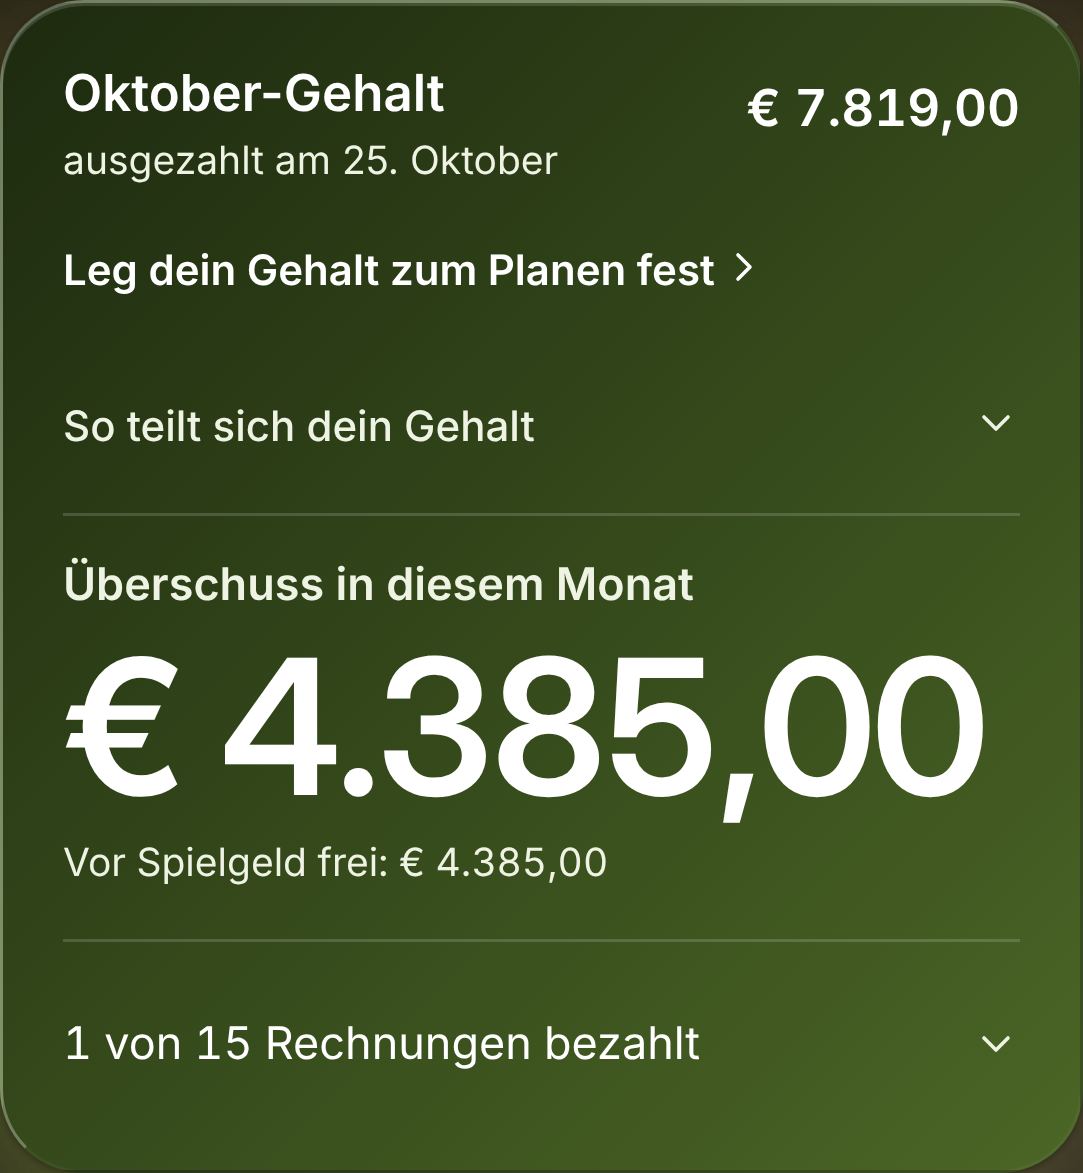 Oktober-Gehalt
€ 7.819,00
ausgezahlt am 25. Oktober
Leg dein Gehalt zum Planen fest
So teilt sich dein Gehalt
Überschuss in diesem Monat
€ 4.385,00
Vor Spielgeld frei: € 4.385,00
1 von 15 Rechnungen bezahlt